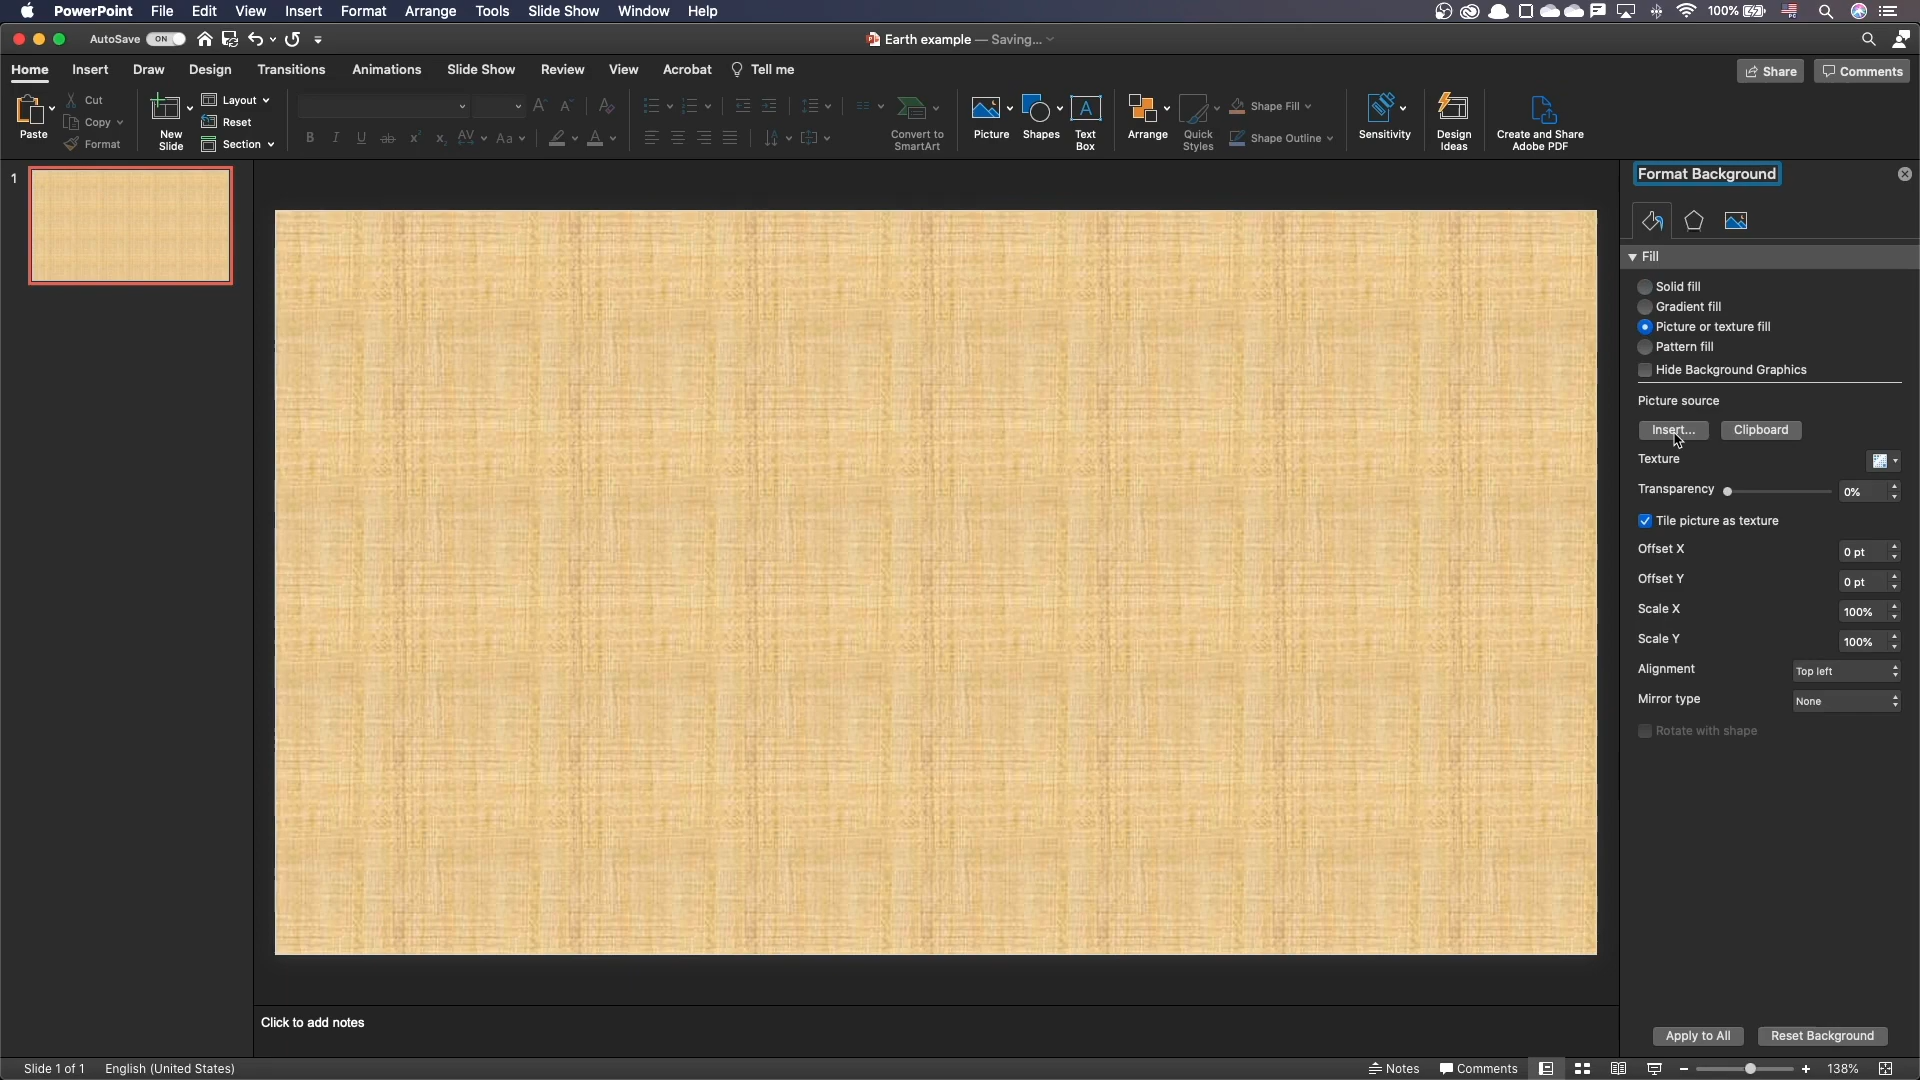 PowerPoint File Edit View Insert Format Arrange Tools Slide Show Window Help 100%
AutoSave ON Earth example — Saving...
Home Insert Draw Design Transitions Animations Slide Show Review View Acrobat Tell me Share Comments
Paste
Cut
Copy
Format
New
Slide
Layout
Reset
Section
B I U ab x² x₂ AV Aa A
Convert to
SmartArt
Picture
Shapes
Text
Box
Arrange
Quick
Styles
Shape Fill
Shape Outline
Sensitivity
Design
Ideas
Create and Share
Adobe PDF
1
Format Background
Fill
Solid fill
Gradient fill
Picture or texture fill
Pattern fill
Hide Background Graphics
Picture source
Insert... Clipboard
Texture
Transparency 0%
Tile picture as texture
Offset X 0 pt
Offset Y 0 pt
Scale X 100%
Scale Y 100%
Alignment Top left
Mirror type None
Rotate with shape
Click to add notes
Apply to All Reset Background
Slide 1 of 1 English (United States) Notes Comments 138%